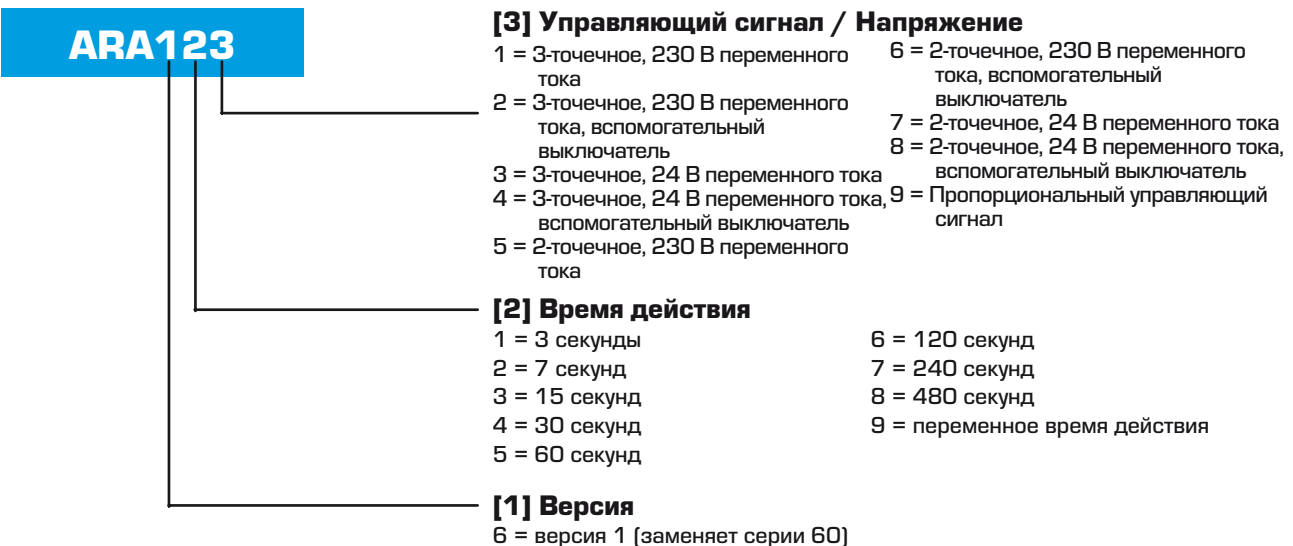 ARA123
[3] Управляющий сигнал / Напряжение
1 = 3-точечное, 230 В переменного
тока
2 = 3-точечное, 230 В переменного
тока, вспомогательный
выключатель
3 = 3-точечное, 24 В переменного тока
4 = 3-точечное, 24 В переменного тока,
вспомогательный выключатель
5 = 2-точечное, 230 В переменного
тока
6 = 2-точечное, 230 В переменного
тока, вспомогательный
выключатель
7 = 2-точечное, 24 В переменного тока
8 = 2-точечное, 24 В переменного тока,
вспомогательный выключатель
9 = Пропорциональный управляющий
сигнал
[2] Время действия
1 = 3 секунды
2 = 7 секунд
3 = 15 секунд
4 = 30 секунд
5 = 60 секунд
6 = 120 секунд
7 = 240 секунд
8 = 480 секунд
9 = переменное время действия
[1] Версия
6 = версия 1 (заменяет серии 60)